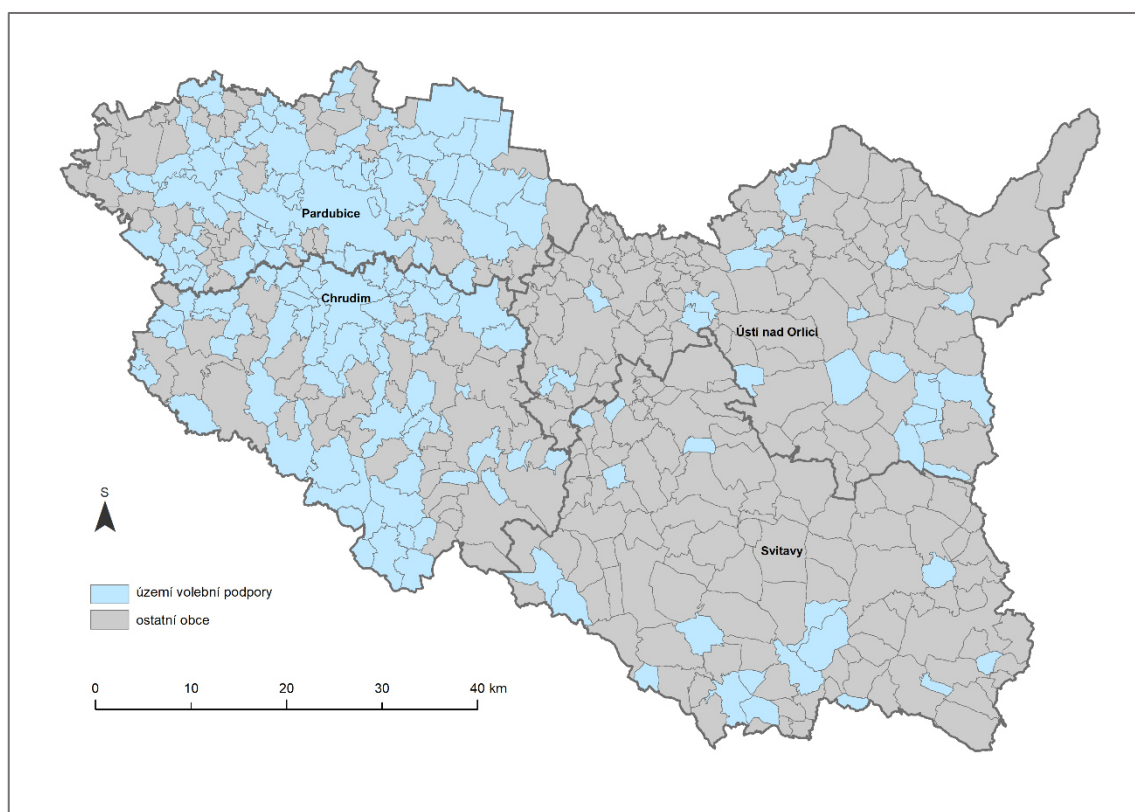 Pardubice
Chrudim
Ústí nad Orlicí
Svitavy
S
území volební podpory
ostatní obce
0 10 20 30 40 km